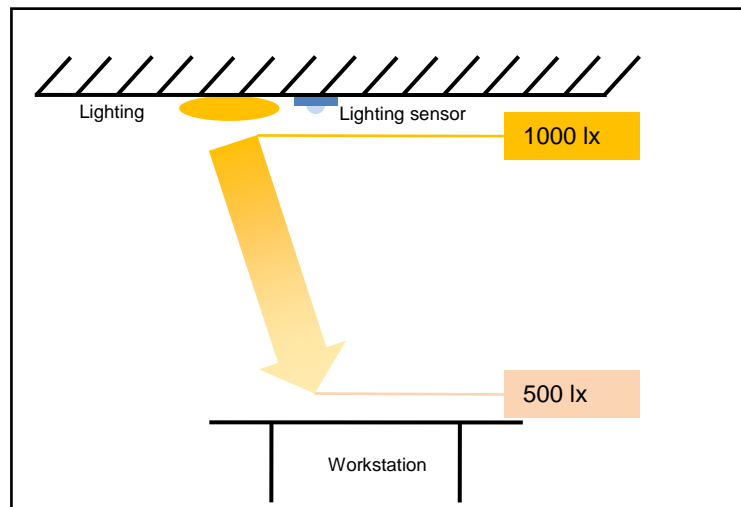 Lighting
Lighting sensor
1000 lx
500 lx
Workstation